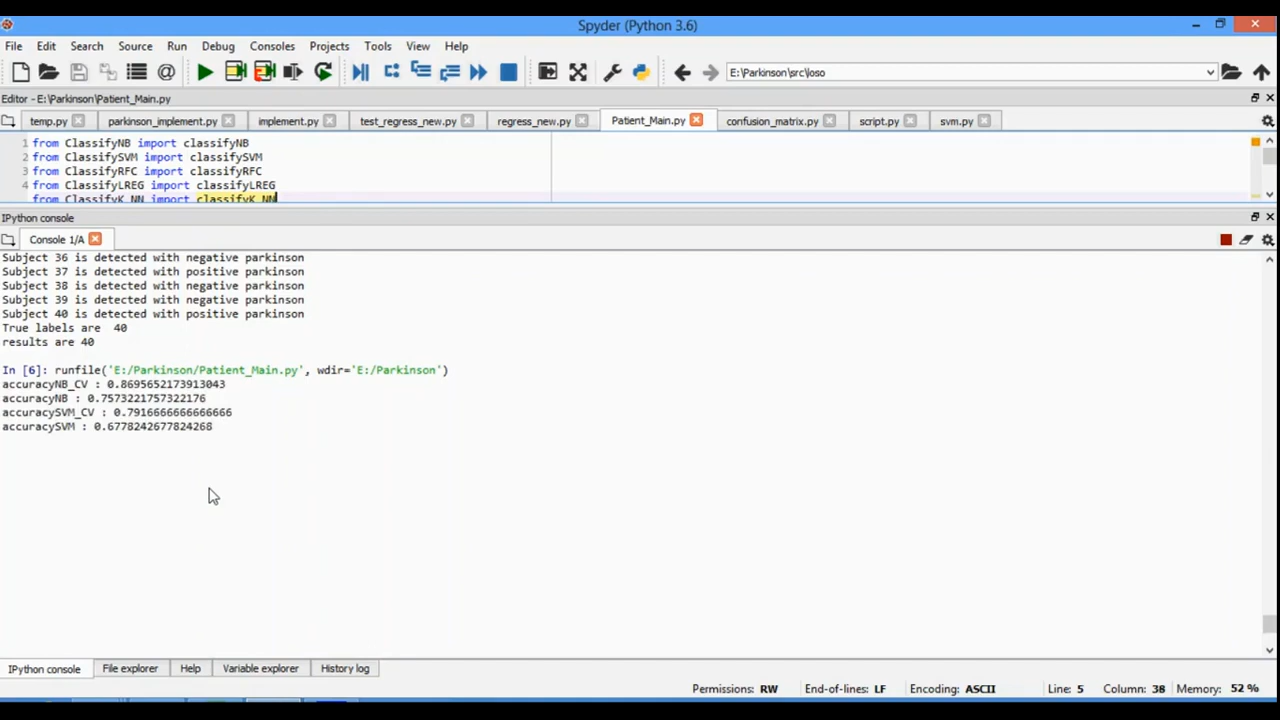 Spyder (Python 3.6)
File Edit Search Source Run Debug Consoles Projects Tools View Help
E:\Parkinson\src\loso
Editor - E:\Parkinson\Patient_Main.py
temp.py parkinson_implement.py implement.py test_regress_new.py regress_new.py Patient_Main.py confusion_matrix.py script.py svm.py
1 from ClassifyNB import classifyNB
2 from ClassifySVM import classifySVM
3 from ClassifyRFC import classifyRFC
4 from ClassifyLREG import classifyLREG
from ClassifyK_NN import classifyK_NN
IPython console
Console 1/A
Subject 36 is detected with negative parkinson
Subject 37 is detected with positive parkinson
Subject 38 is detected with negative parkinson
Subject 39 is detected with negative parkinson
Subject 40 is detected with positive parkinson
True labels are  40
results are 40
In [6]: runfile('E:/Parkinson/Patient_Main.py', wdir='E:/Parkinson')
accuracyNB_CV : 0.8695652173913043
accuracyNB : 0.7573221757322176
accuracySVM_CV : 0.7916666666666666
accuracySVM : 0.6778242677824268
IPython console File explorer Help Variable explorer History log
Permissions: RW End-of-lines: LF Encoding: ASCII Line: 5 Column: 38 Memory: 52 %